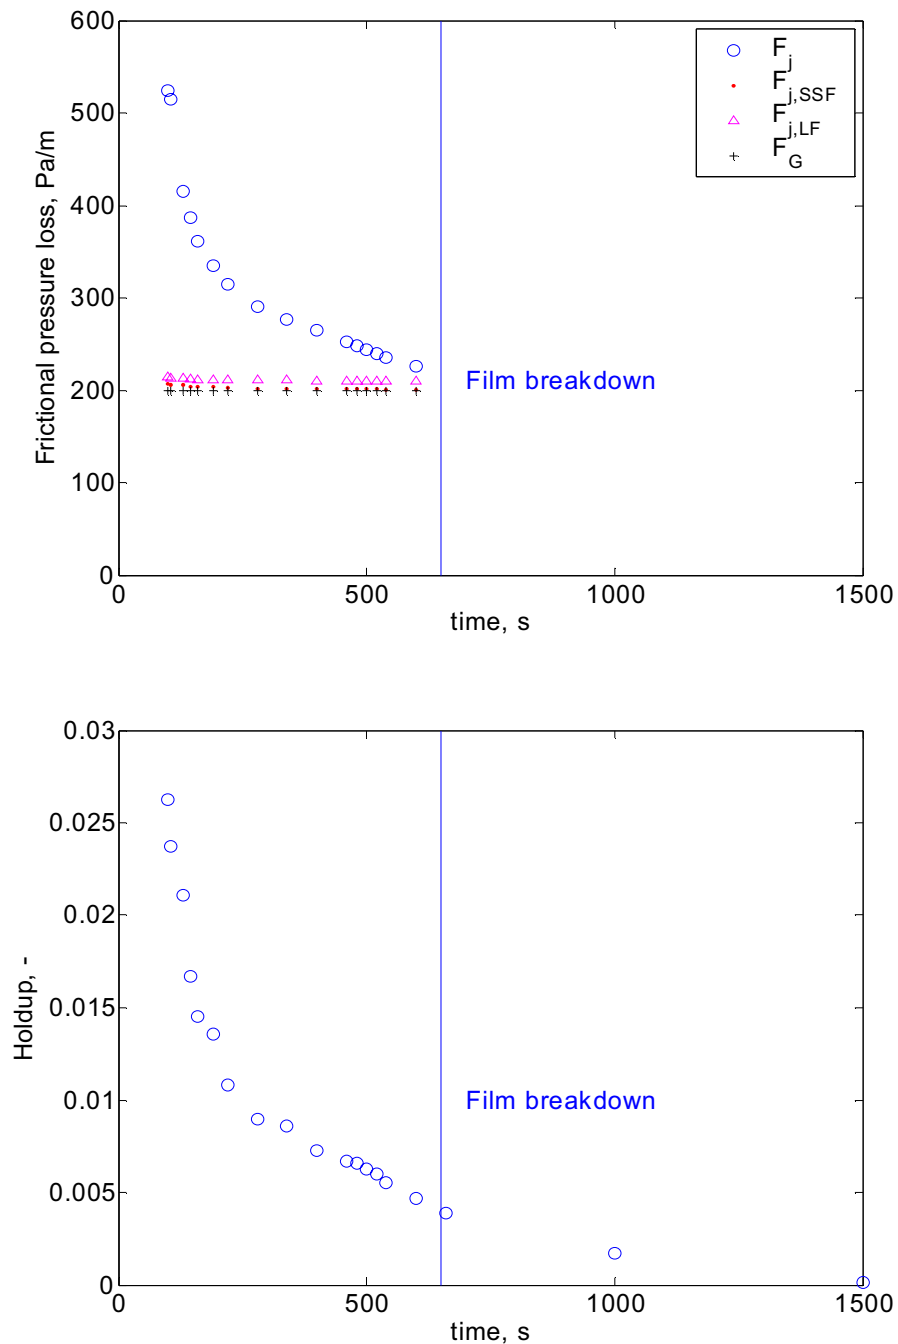 600
500
400
300
200
100
0
Frictional pressure loss, Pa/m
F_j
F_j,SSF
F_j,LF
F_G
Film breakdown
0 500 1000 1500
time, s
0.03
0.025
0.02
0.015
0.01
0.005
0
Holdup, -
Film breakdown
0 500 1000 1500
time, s